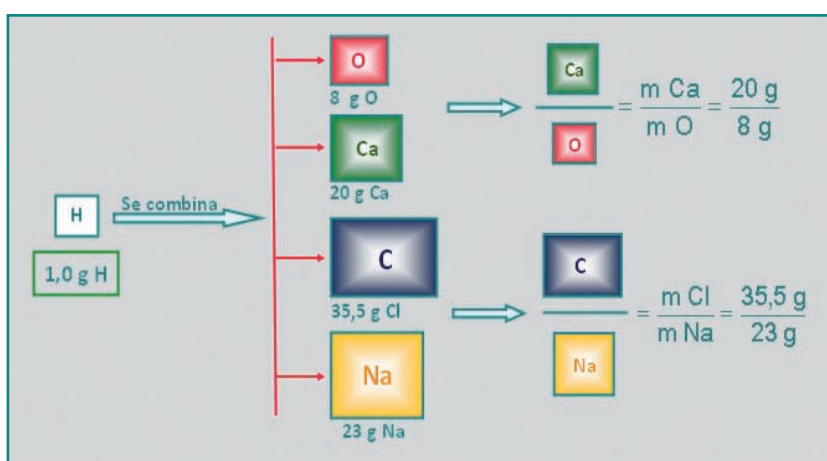 H
1,0 g H
Se combina
O
8 g O
Ca
20 g Ca
C
35,5 g Cl
Na
23 g Na
Ca
O
= m Ca / m O = 20 g / 8 g
C
Na
= m Cl / m Na = 35,5 g / 23 g